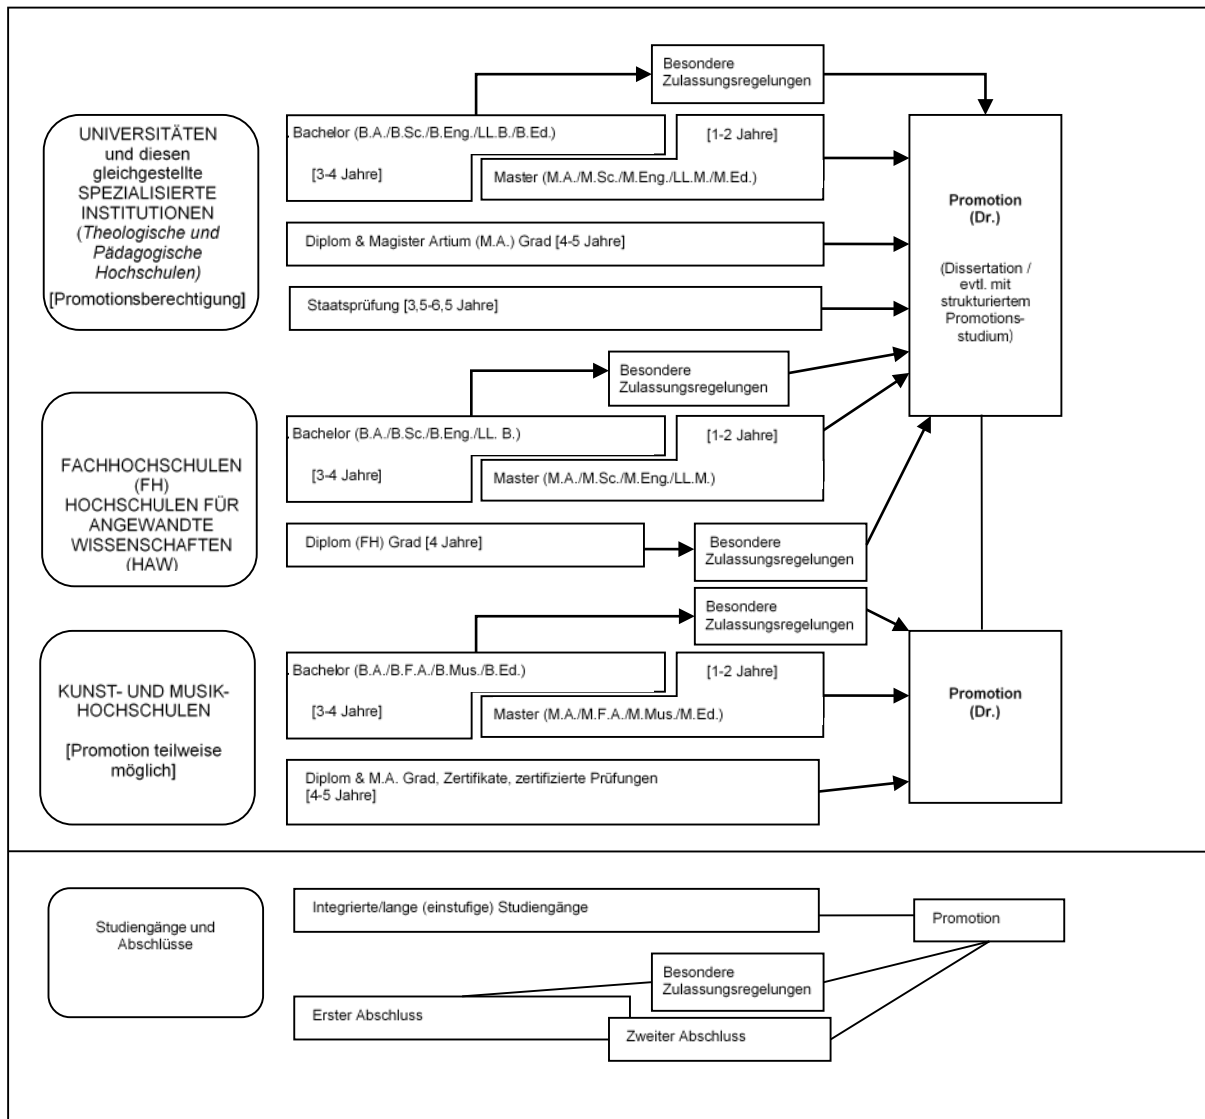 Besondere
Zulassungsregelungen
UNIVERSITÄTEN
und diesen
gleichgestellte
SPEZIALISIERTE
INSTITUTIONEN
(Theologische und
Pädagogische
Hochschulen)
[Promotionsberechtigung]
. Bachelor (B.A./B.Sc./B.Eng./LL.B./B.Ed.)
[3-4 Jahre]
[1-2 Jahre]
Master (M.A./M.Sc./M.Eng./LL.M./M.Ed.)
Diplom & Magister Artium (M.A.) Grad [4-5 Jahre]
Staatsprüfung [3,5-6,5 Jahre]
Promotion
(Dr.)
(Dissertation /
evtl. mit
strukturiertem
Promotions-
studium)
Besondere
Zulassungsregelungen
FACHHOCHSCHULEN
(FH)
HOCHSCHULEN FÜR
ANGEWANDTE
WISSENSCHAFTEN
(HAW)
. Bachelor (B.A./B.Sc./B.Eng./LL. B.)
[3-4 Jahre]
[1-2 Jahre]
Master (M.A./M.Sc./M.Eng./LL.M.)
Diplom (FH) Grad [4 Jahre]
Besondere
Zulassungsregelungen
Besondere
Zulassungsregelungen
KUNST- UND MUSIK-
HOCHSCHULEN
[Promotion teilweise
möglich]
. Bachelor (B.A./B.F.A./B.Mus./B.Ed.)
[3-4 Jahre]
[1-2 Jahre]
Master (M.A./M.F.A./M.Mus./M.Ed.)
Diplom & M.A. Grad, Zertifikate, zertifizierte Prüfungen
[4-5 Jahre]
Promotion
(Dr.)
Studiengänge und
Abschlüsse
Integrierte/lange (einstufige) Studiengänge
Promotion
Besondere
Zulassungsregelungen
Erster Abschluss
Zweiter Abschluss